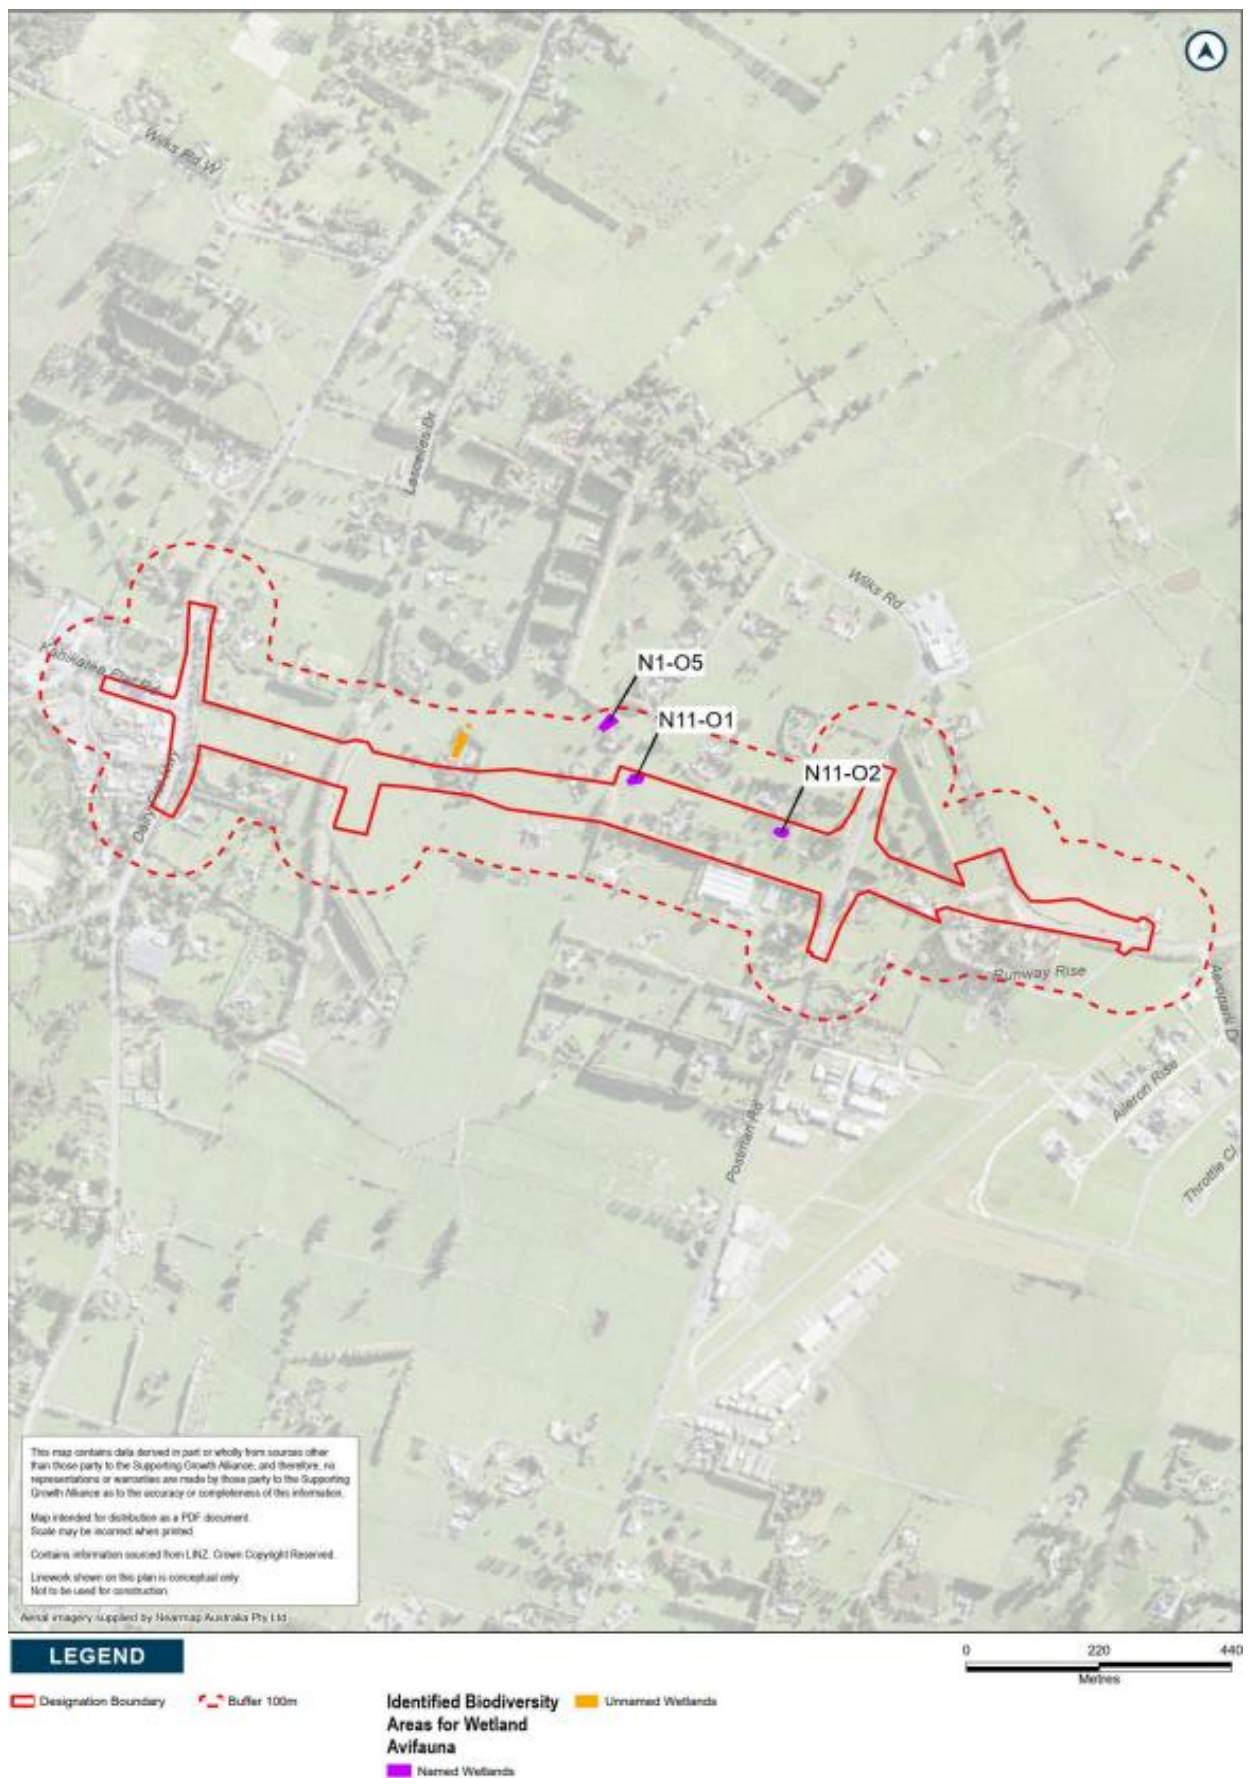 Wilks Rd W
Lascelles Dr
Wilks Rd
Kahikatea Flat Rd
N1-O5
N11-O1
N11-O2
Dairy Flat Hwy
Runway Rise
Aeropark Dr
Aileron Rise
Postman Rd
Throttle Cl
This map contains data derived in part or wholly from sources other
than those party to the Supporting Growth Alliance, and therefore, no
representations or warranties are made by those party to the Supporting
Growth Alliance as to the accuracy or completeness of this information.
Map intended for distribution as a PDF document.
Scale may be incorrect when printed.
Contains information sourced from LINZ. Crown Copyright Reserved.
Linework shown on this plan is conceptual only.
Not to be used for construction.
Aerial imagery supplied by Nearmap Australia Pty Ltd
LEGEND
0 220 440
Metres
Designation Boundary
Buffer 100m
Identified Biodiversity
Areas for Wetland
Avifauna
Named Wetlands
Unnamed Wetlands